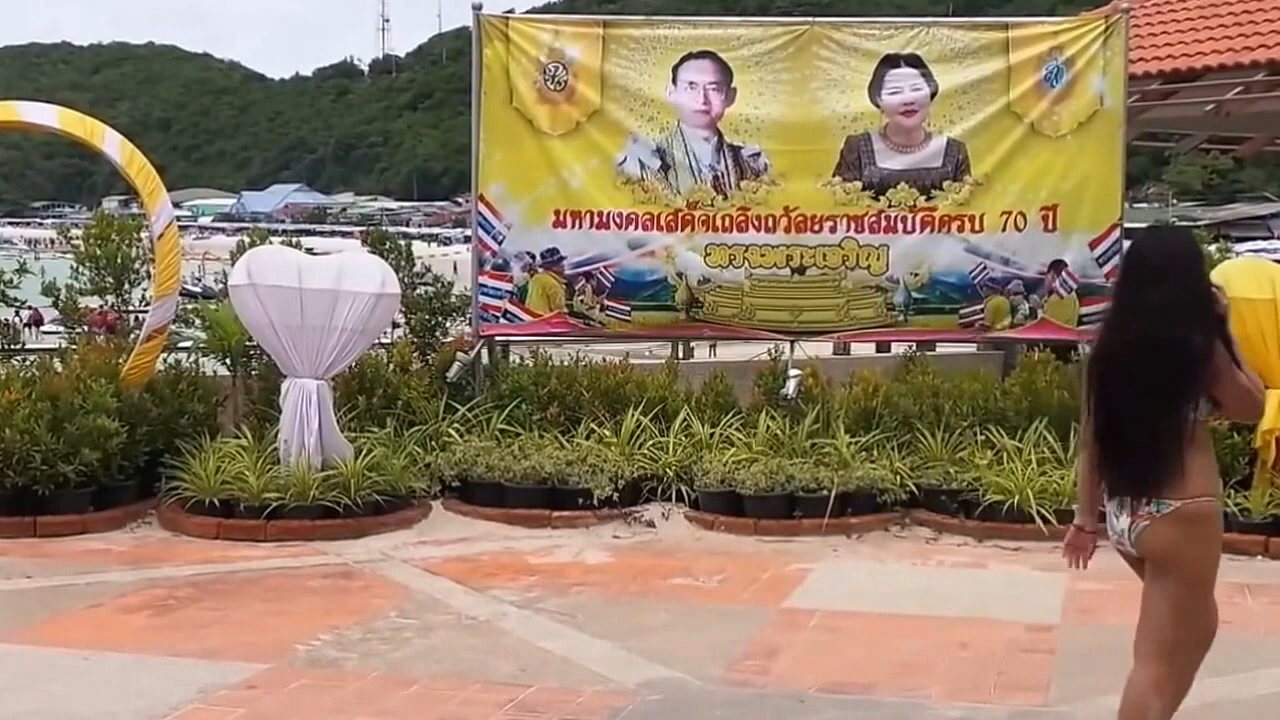 มหามงคลเสด็จเถลิงถวัลยราชสมบัติครบ 70 ปี
ทรงพระเจริญ